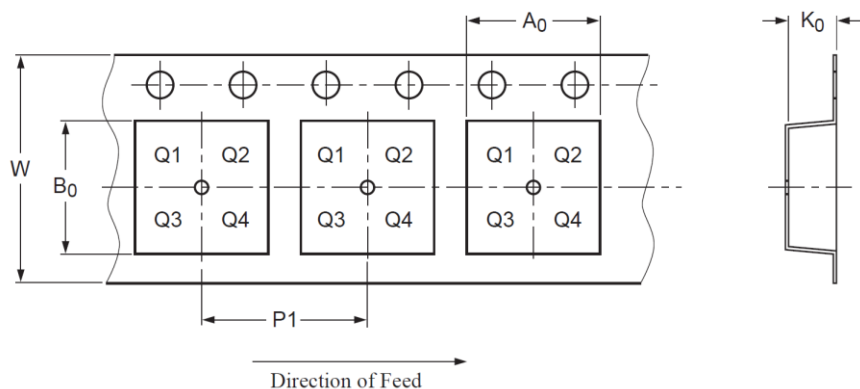 A0
K0
Q1 Q2 Q1 Q2 Q1 Q2
W
B0
Q3 Q4 Q3 Q4 Q3 Q4
P1
Direction of Feed